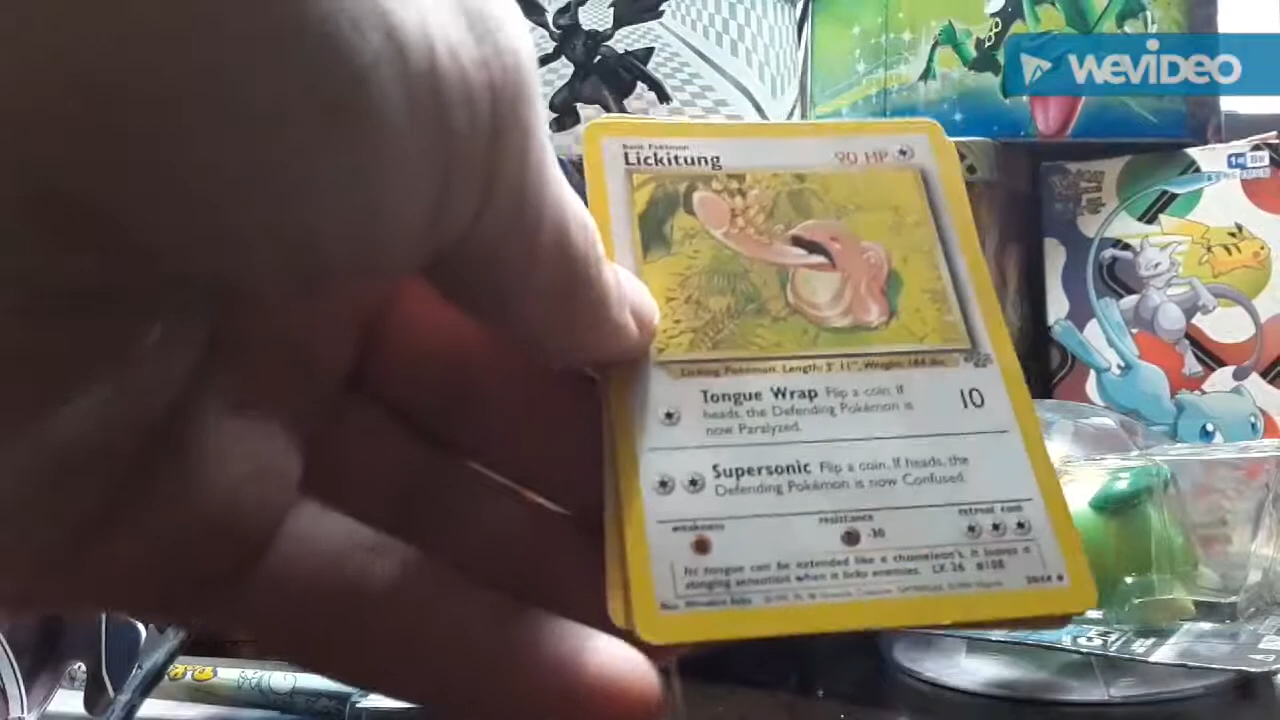 WEVIDEO
Basic Pokémon
Lickitung
90 HP
Licking Pokémon. Length: 3' 11", Weight: 144 lbs.
Tongue Wrap Flip a coin. If
heads, the Defending Pokémon is
now Paralyzed.
10
Supersonic Flip a coin. If heads, the
Defending Pokémon is now Confused.
weakness
resistance
-30
retreat cost
Its tongue can be extended like a chameleon's. It leaves a
stinging sensation when it licks enemies. LV. 26 #108